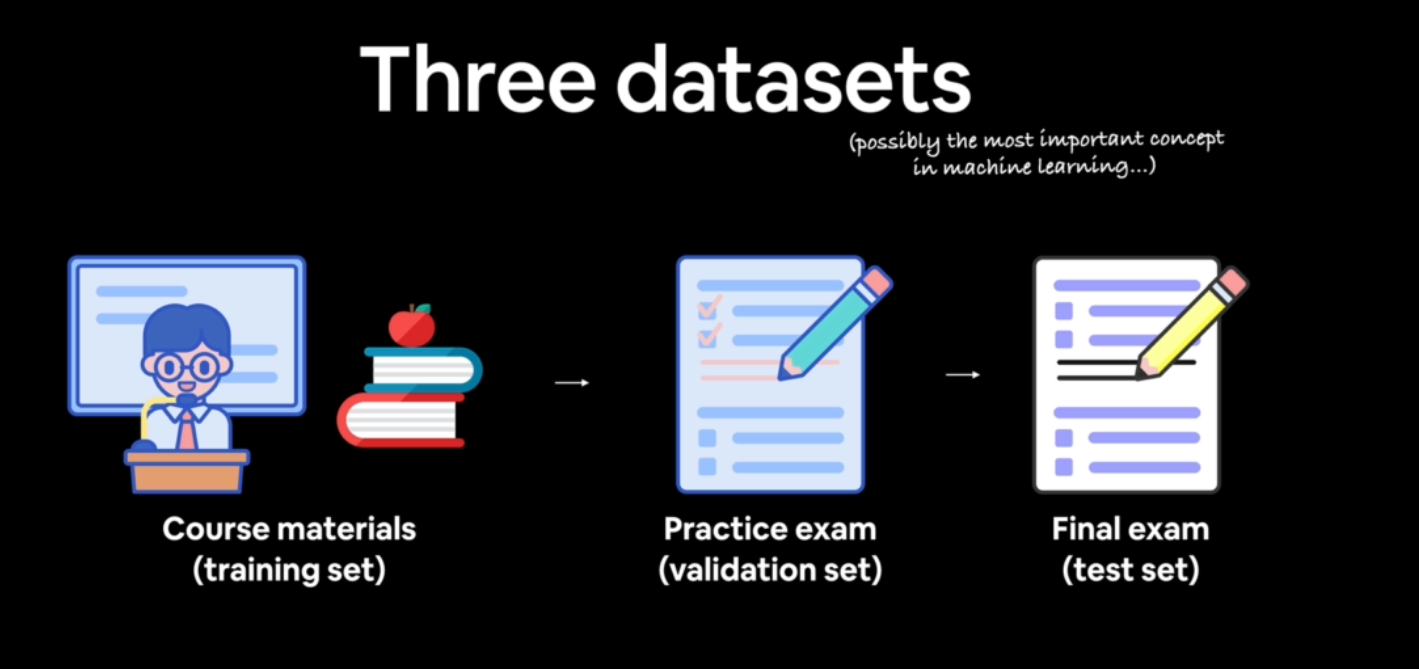 Three datasets
(possibly the most important concept
in machine learning...)
Course materials
(training set)
Practice exam
(validation set)
Final exam
(test set)